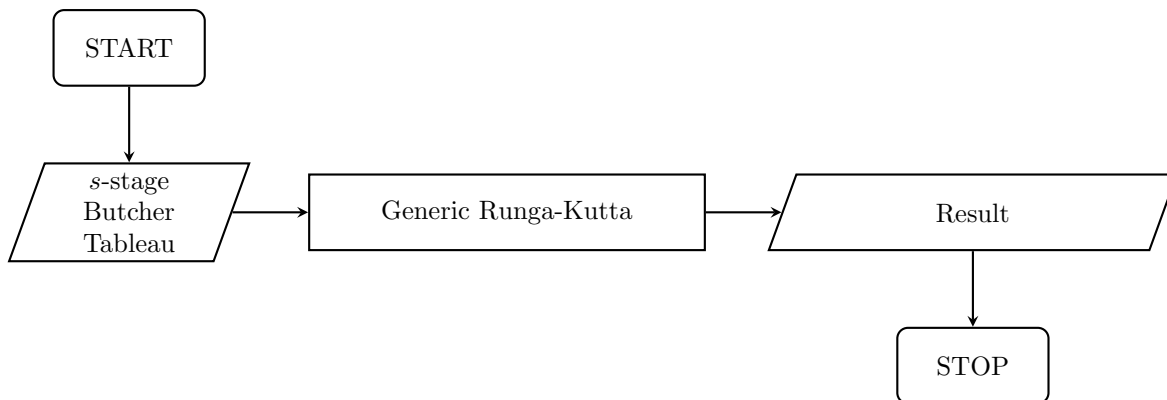 START
s-stage
Butcher
Tableau
Generic Runga-Kutta
Result
STOP